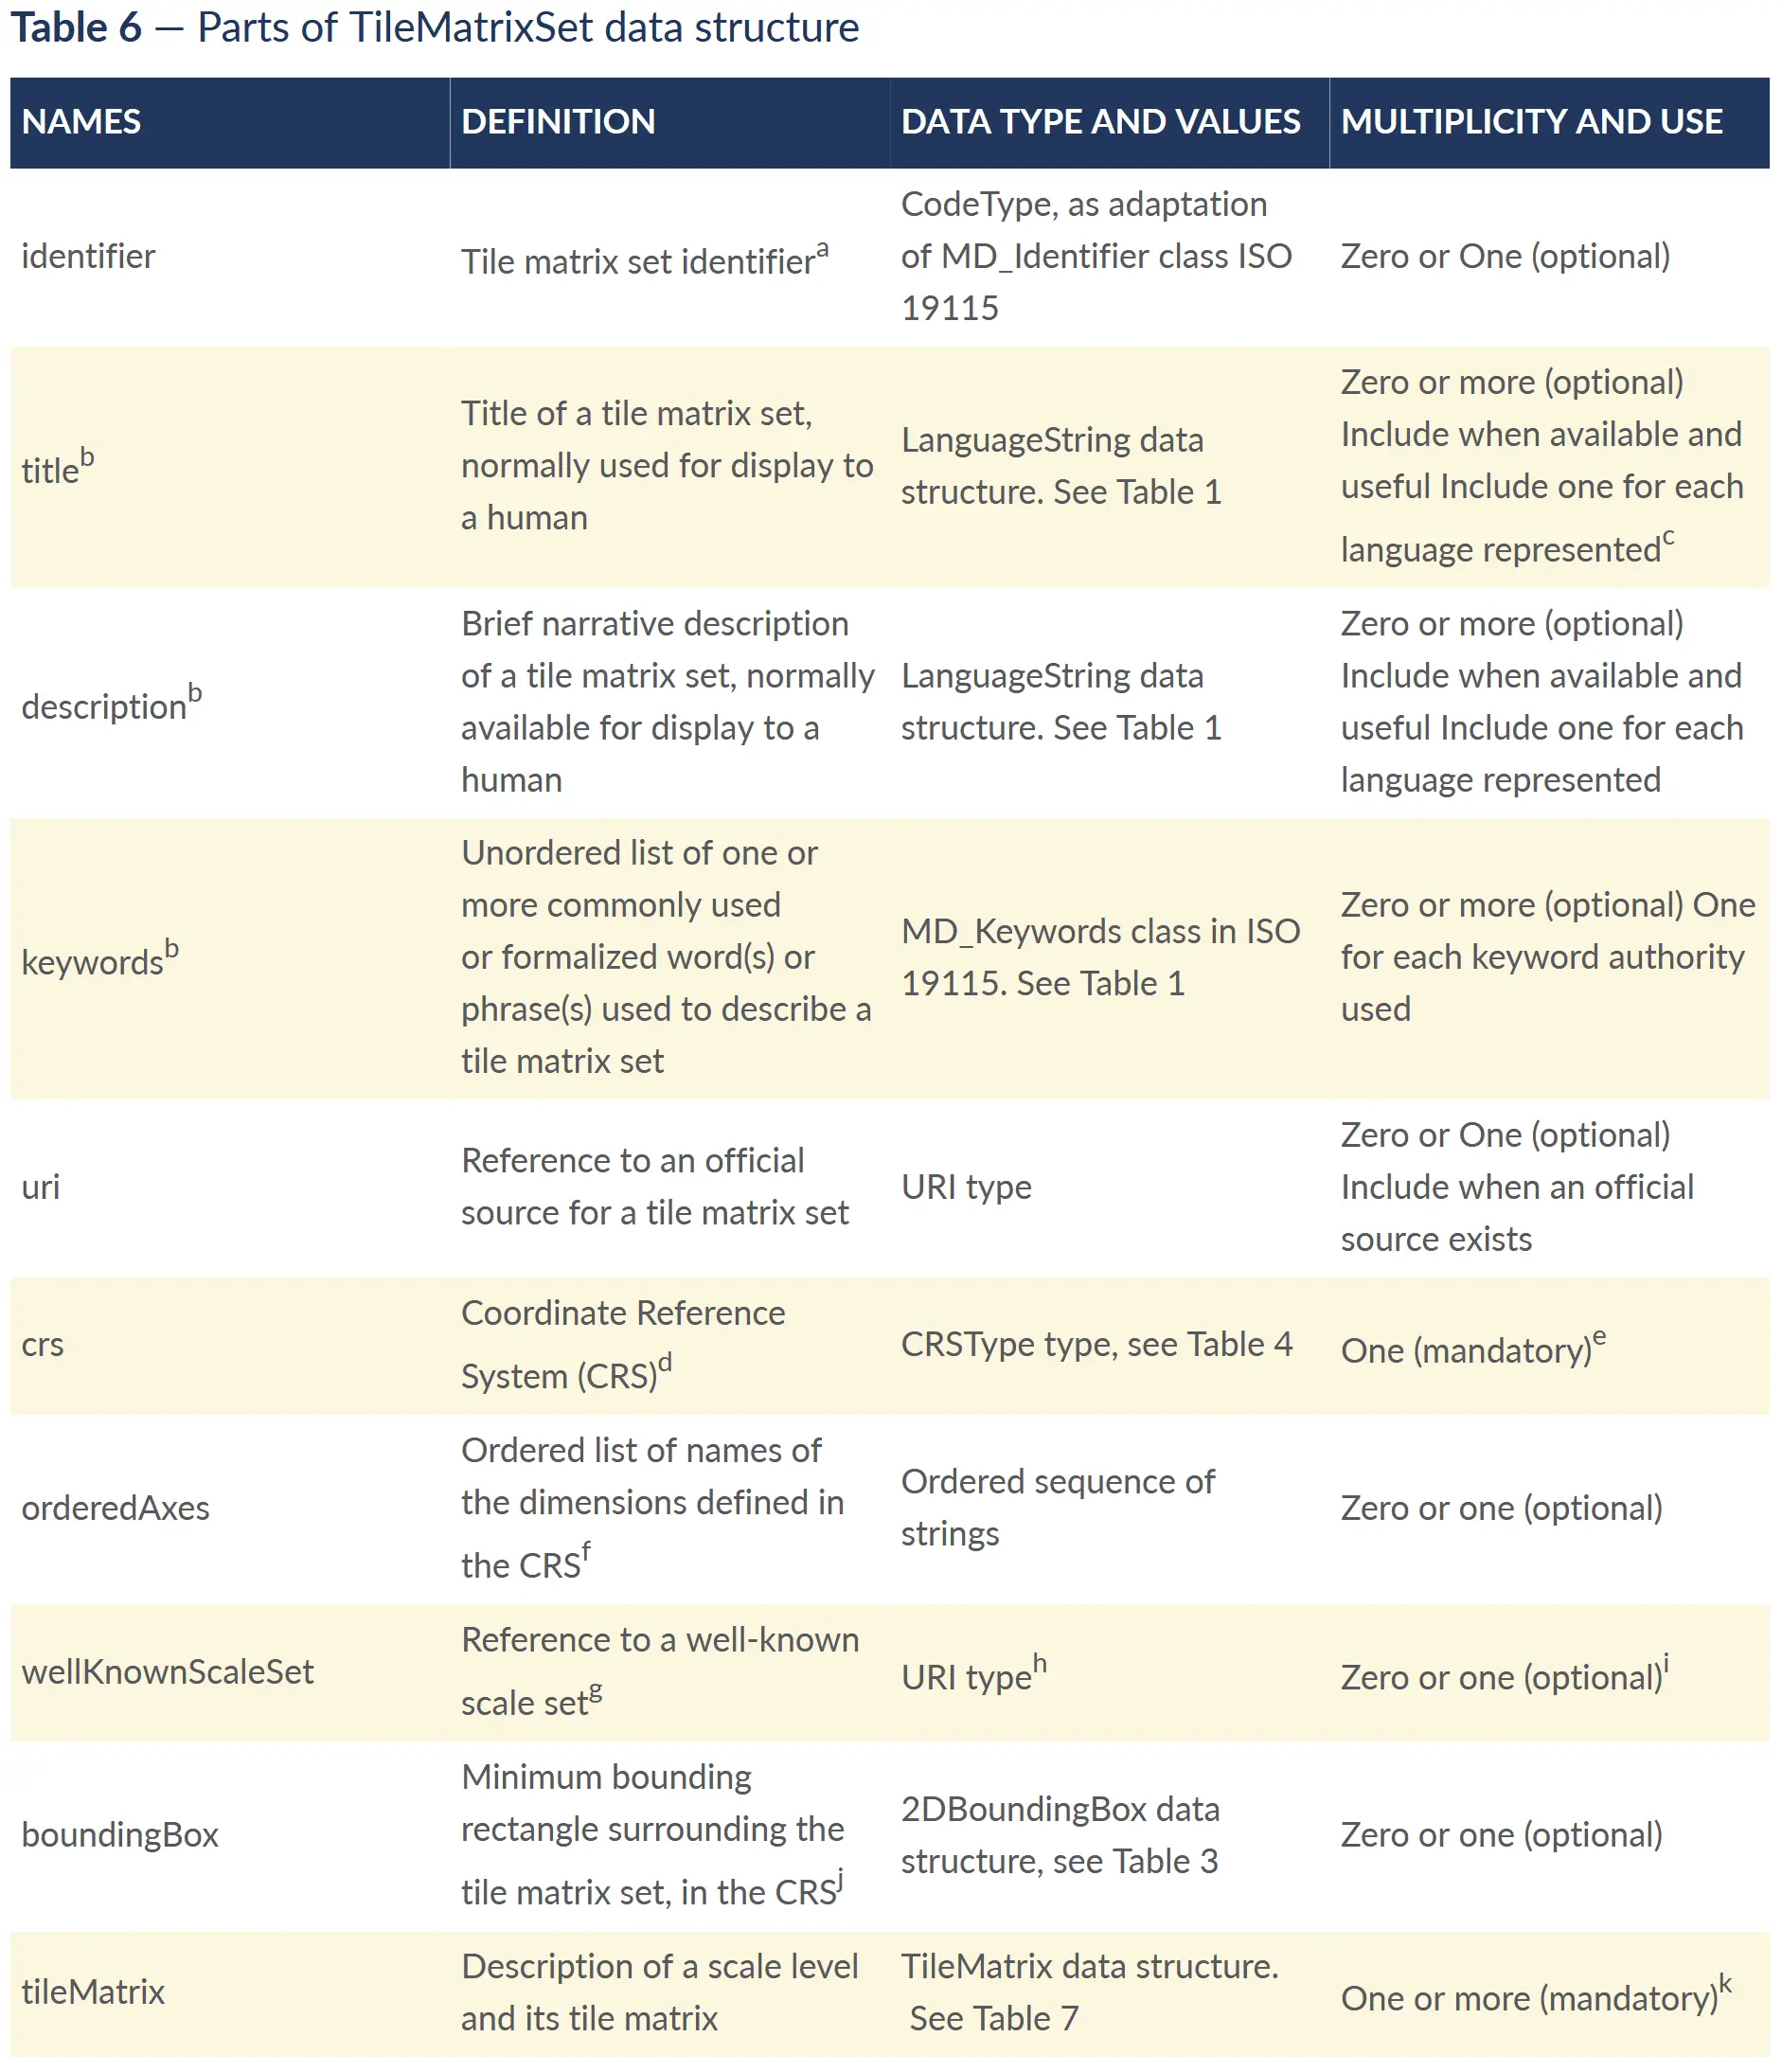 Table 6 — Parts of TileMatrixSet data structure
NAMES DEFINITION DATA TYPE AND VALUES MULTIPLICITY AND USE
identifier
Tile matrix set identifierᵃ
CodeType, as adaptation
of MD_Identifier class ISO
19115
Zero or One (optional)
titleᵇ
Title of a tile matrix set,
normally used for display to
a human
LanguageString data
structure. See Table 1
Zero or more (optional)
Include when available and
useful Include one for each
language representedᶜ
descriptionᵇ
Brief narrative description
of a tile matrix set, normally
available for display to a
human
LanguageString data
structure. See Table 1
Zero or more (optional)
Include when available and
useful Include one for each
language represented
keywordsᵇ
Unordered list of one or
more commonly used
or formalized word(s) or
phrase(s) used to describe a
tile matrix set
MD_Keywords class in ISO
19115. See Table 1
Zero or more (optional) One
for each keyword authority
used
uri
Reference to an official
source for a tile matrix set
URI type
Zero or One (optional)
Include when an official
source exists
crs
Coordinate Reference
System (CRS)ᵈ
CRSType type, see Table 4
One (mandatory)ᵉ
orderedAxes
Ordered list of names of
the dimensions defined in
the CRSᶠ
Ordered sequence of
strings
Zero or one (optional)
wellKnownScaleSet
Reference to a well-known
scale setᵍ
URI typeʰ
Zero or one (optional)ⁱ
boundingBox
Minimum bounding
rectangle surrounding the
tile matrix set, in the CRSʲ
2DBoundingBox data
structure, see Table 3
Zero or one (optional)
tileMatrix
Description of a scale level
and its tile matrix
TileMatrix data structure.
See Table 7
One or more (mandatory)ᵏ